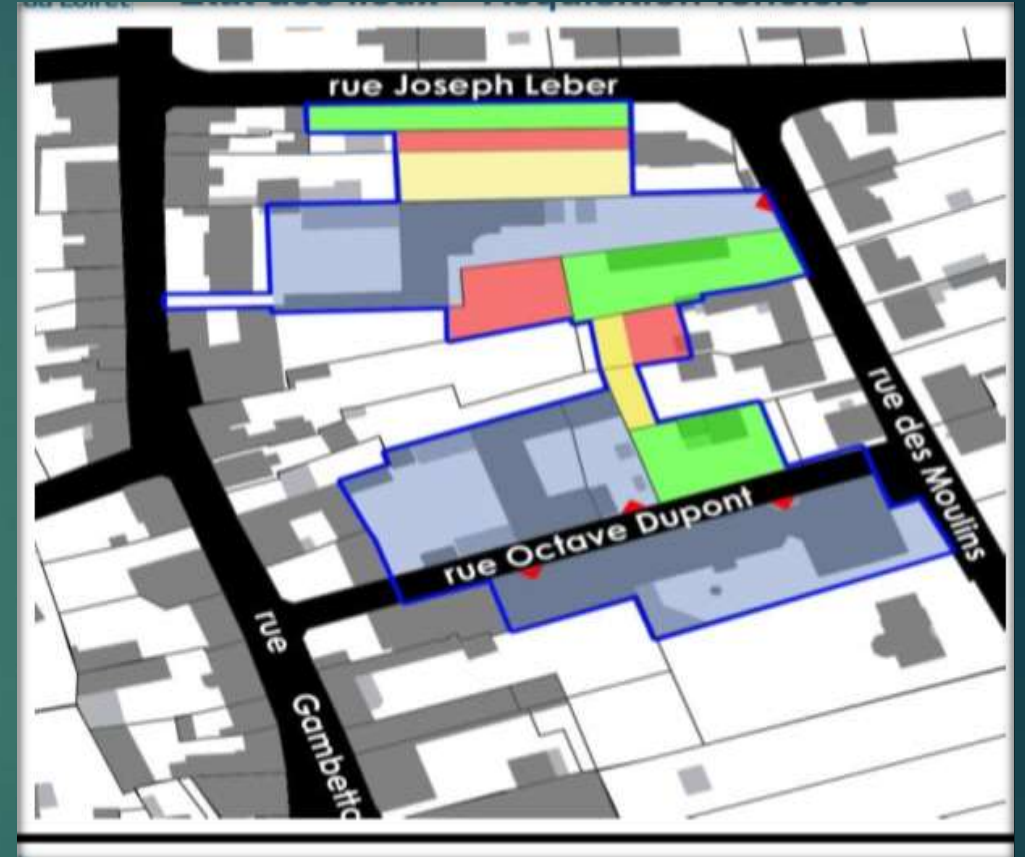 rue Joseph Leber
rue des Moulins
rue Octave Dupont
rue
Gambetta